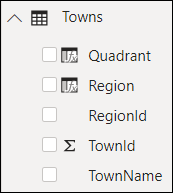 Towns
Quadrant
Region
RegionId
TownId
TownName